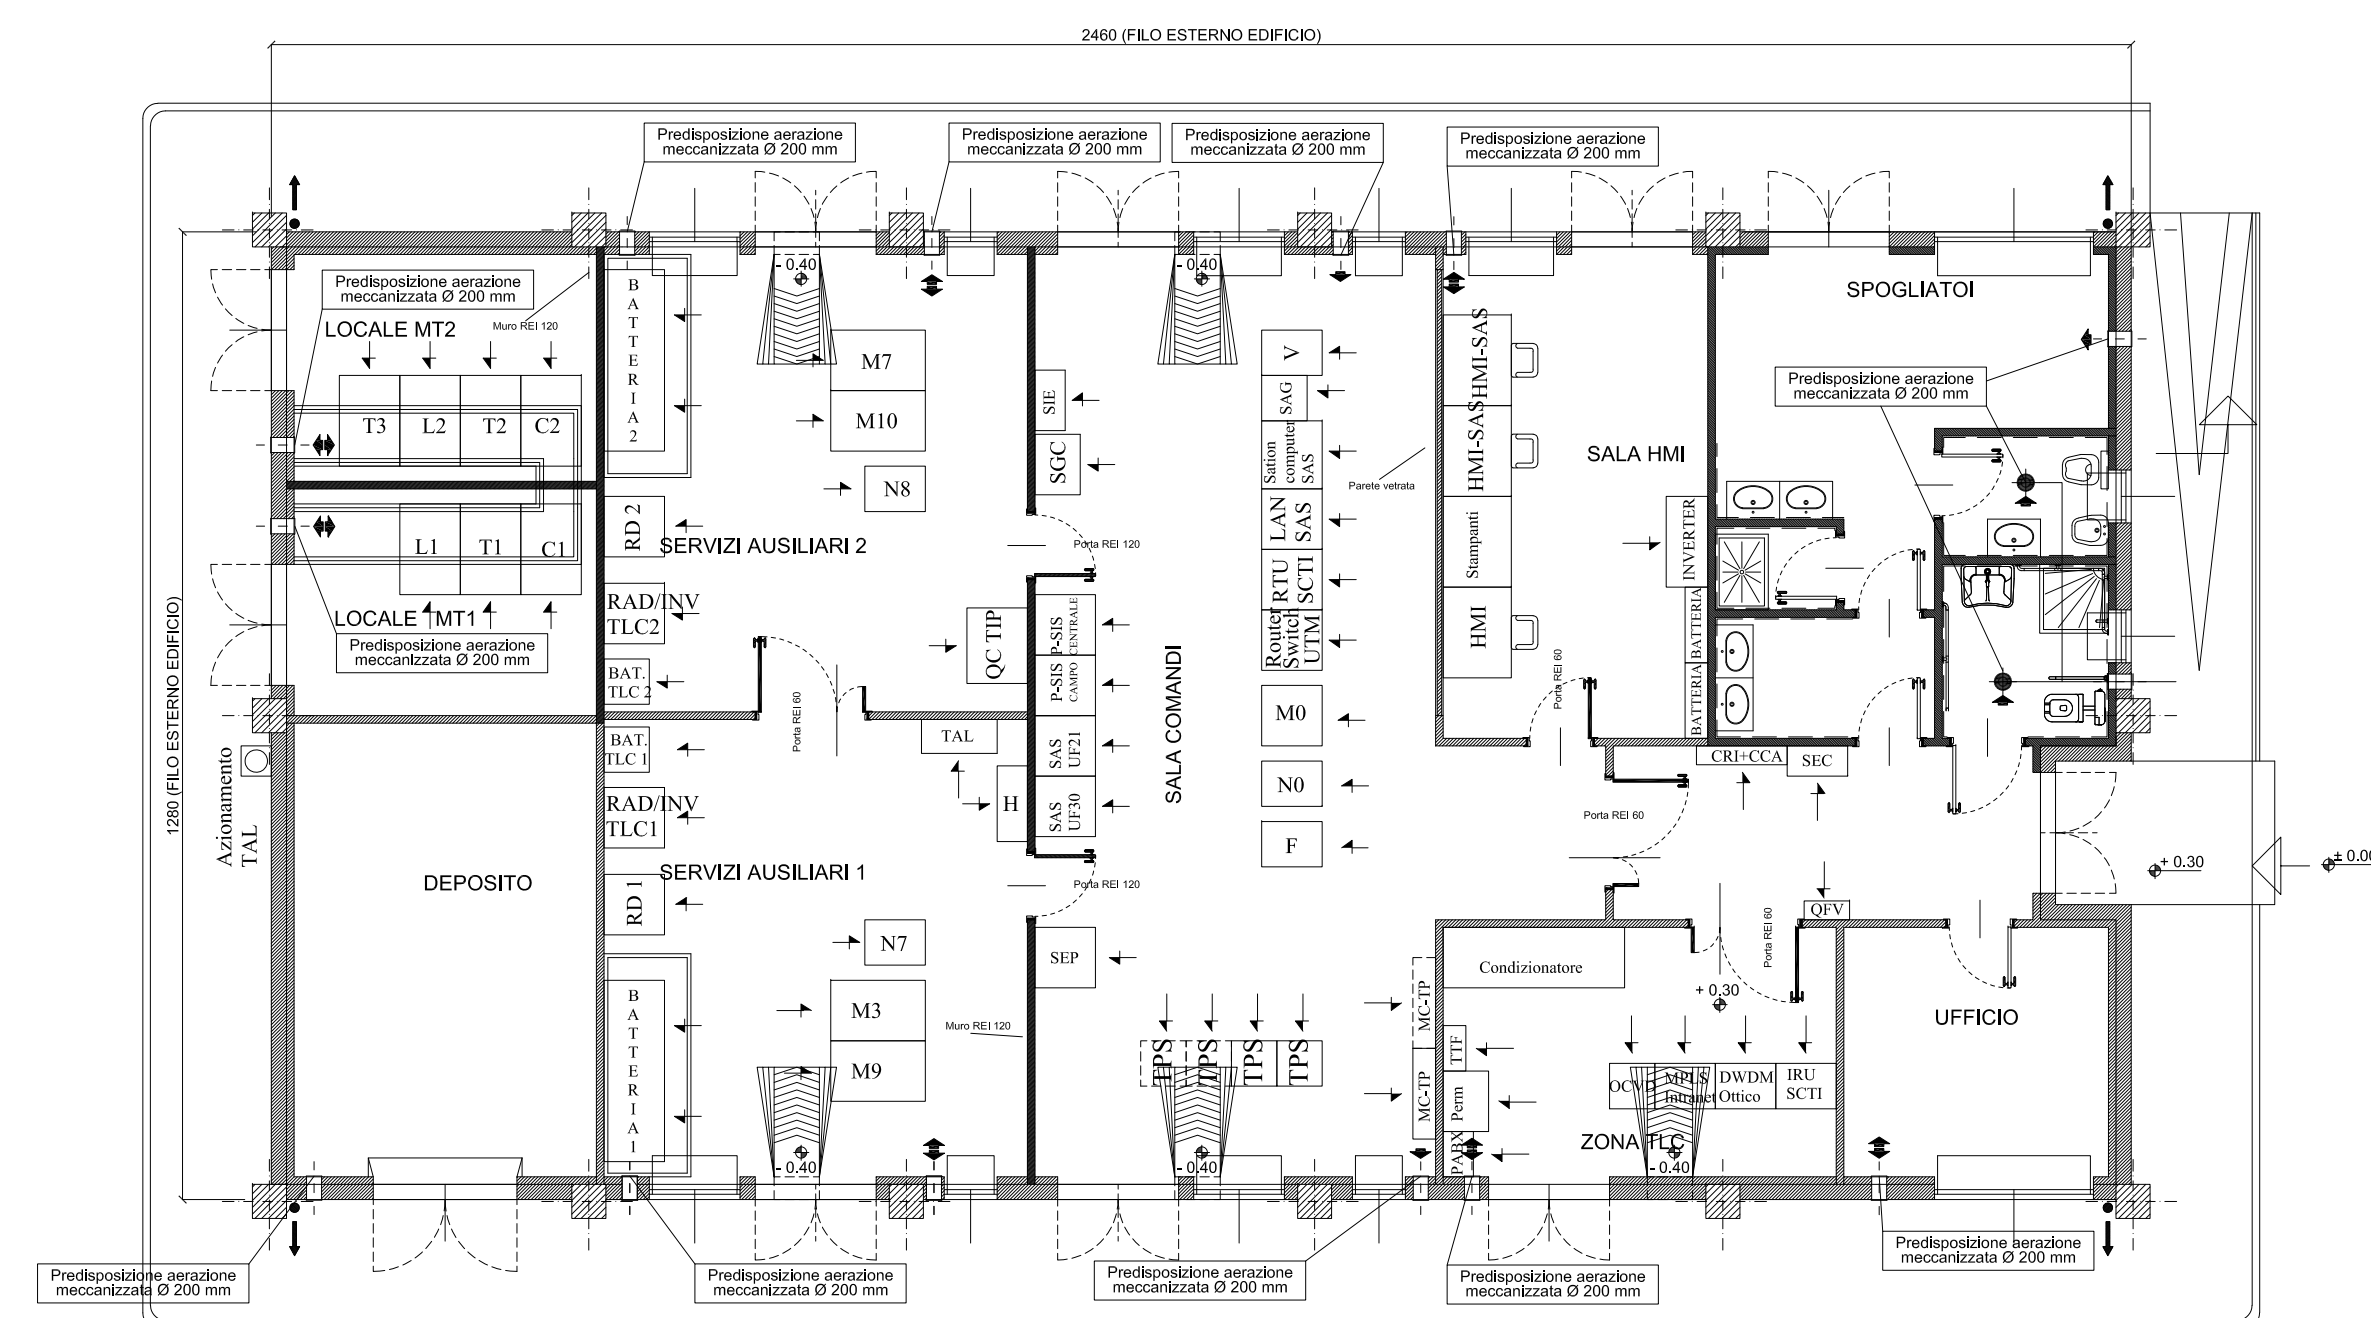 2460 (FILO ESTERNO EDIFICIO)
Predisposizione aerazione
meccanizzata Ø 200 mm
Predisposizione aerazione
meccanizzata Ø 200 mm
Predisposizione aerazione
meccanizzata Ø 200 mm
Predisposizione aerazione
meccanizzata Ø 200 mm
1280 (FILO ESTERNO EDIFICIO)
Predisposizione aerazione
meccanizzata Ø 200 mm
LOCALE MT2
Muro REI 120
T3
L2
T2
C2
L1
T1
C1
LOCALE MT1
Predisposizione aerazione
meccanizzata Ø 200 mm
Azionamento
TAL
DEPOSITO
BATTERIA 2
- 0.40
M7
M10
N8
RD 2
SERVIZI AUSILIARI 2
RAD/INV
TLC2
BAT.
TLC 2
QC TIP
Porta REI 60
BAT.
TLC 1
TAL
RAD/INV
TLC1
H
SERVIZI AUSILIARI 1
RD 1
N7
BATTERIA 1
M3
M9
Muro REI 120
- 0.40
- 0.40
SIE
SGC
Porta REI 120
P-SIS
CENTRALE
P-SIS
CAMPO
SAS
UF21
SAS
UF30
Porta REI 120
SEP
SALA COMANDI
V
SAG
Sation
computer
SAS
LAN
SAS
RTU
SCTI
Router
Switch
UTM
M0
N0
F
TPS
TPS
TPS
TPS
- 0.40
MC-TP
MC-TP
Parete vetrata
HMI-SAS
HMI-SAS
Stampanti
HMI
SALA HMI
INVERTER
BATTERIA
BATTERIA
Porta REI 60
Porta REI 60
CRI+CCA
SEC
QFV
SPOGLIATOI
Predisposizione aerazione
meccanizzata Ø 200 mm
+ 0.30
± 0.00
Condizionatore
Porta REI 60
+ 0.30
TTF
Perm
PABX
OCVD
MPLS
Intranet
DWDM
Ottico
IRU
SCTI
ZONA TLC
- 0.40
UFFICIO
Predisposizione aerazione
meccanizzata Ø 200 mm
Predisposizione aerazione
meccanizzata Ø 200 mm
Predisposizione aerazione
meccanizzata Ø 200 mm
Predisposizione aerazione
meccanizzata Ø 200 mm
Predisposizione aerazione
meccanizzata Ø 200 mm